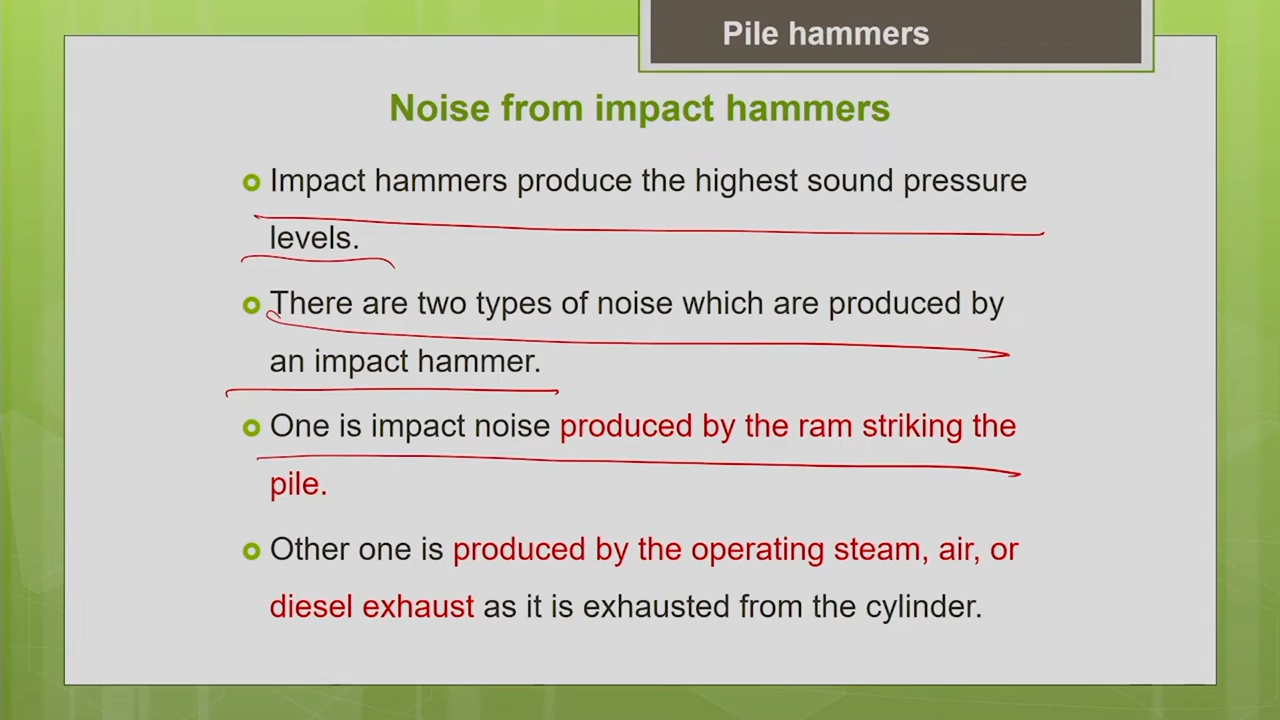 Pile hammers
Noise from impact hammers
Impact hammers produce the highest sound pressure
levels.
There are two types of noise which are produced by
an impact hammer.
One is impact noise produced by the ram striking the
pile.
Other one is produced by the operating steam, air, or
diesel exhaust as it is exhausted from the cylinder.